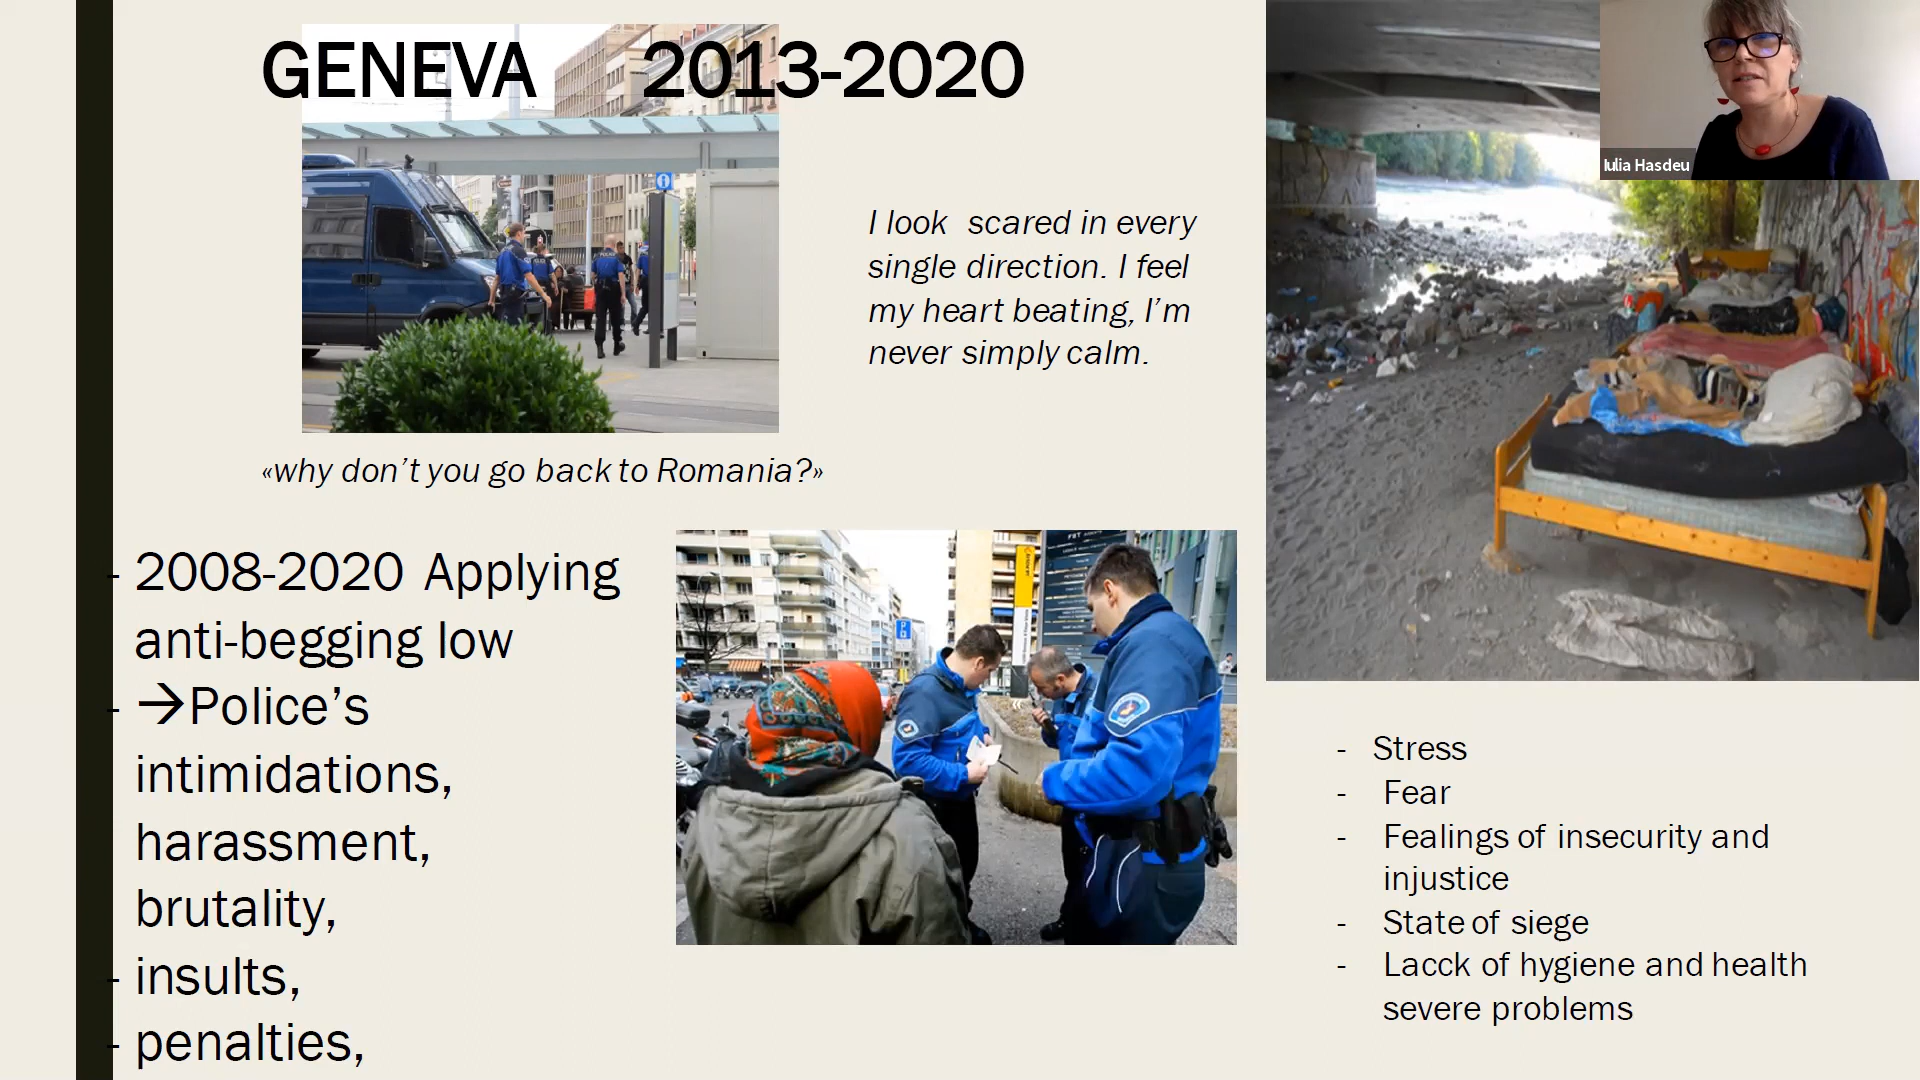 GENEVA 2013-2020
Iulia Hasdeu
I look scared in every
single direction. I feel
my heart beating, I'm
never simply calm.
«why don't you go back to Romania?»
- 2008-2020 Applying
anti-begging low
- →Police's
intimidations,
harassment,
brutality,
- insults,
- penalties,
- Stress
- Fear
- Fealings of insecurity and
injustice
- State of siege
- Lacck of hygiene and health
severe problems